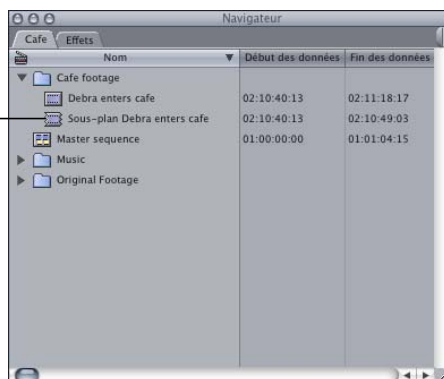 Navigateur
Cafe Effets
Nom Début des données Fin des données
Cafe footage
Debra enters cafe 02:10:40:13 02:11:18:17
Sous-plan Debra enters cafe 02:10:40:13 02:10:49:03
Master sequence 01:00:00:00 01:01:04:15
Music
Original Footage